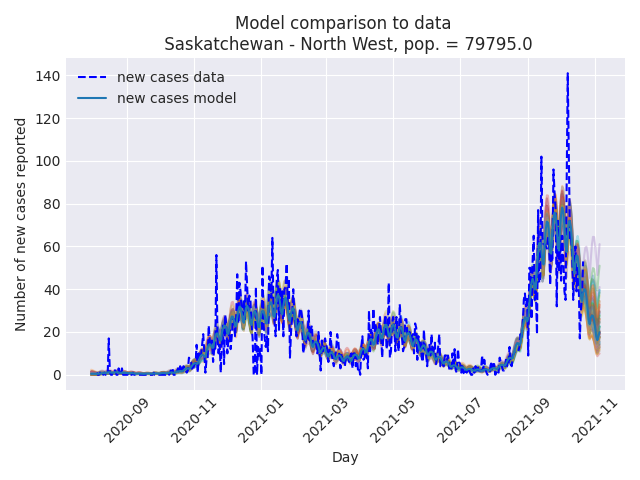 Model comparison to data
Saskatchewan - North West, pop. = 79795.0
new cases data
new cases model
Number of new cases reported
140
120
100
80
60
40
20
0
2020-09
2020-11
2021-01
2021-03
2021-05
2021-07
2021-09
2021-11
Day